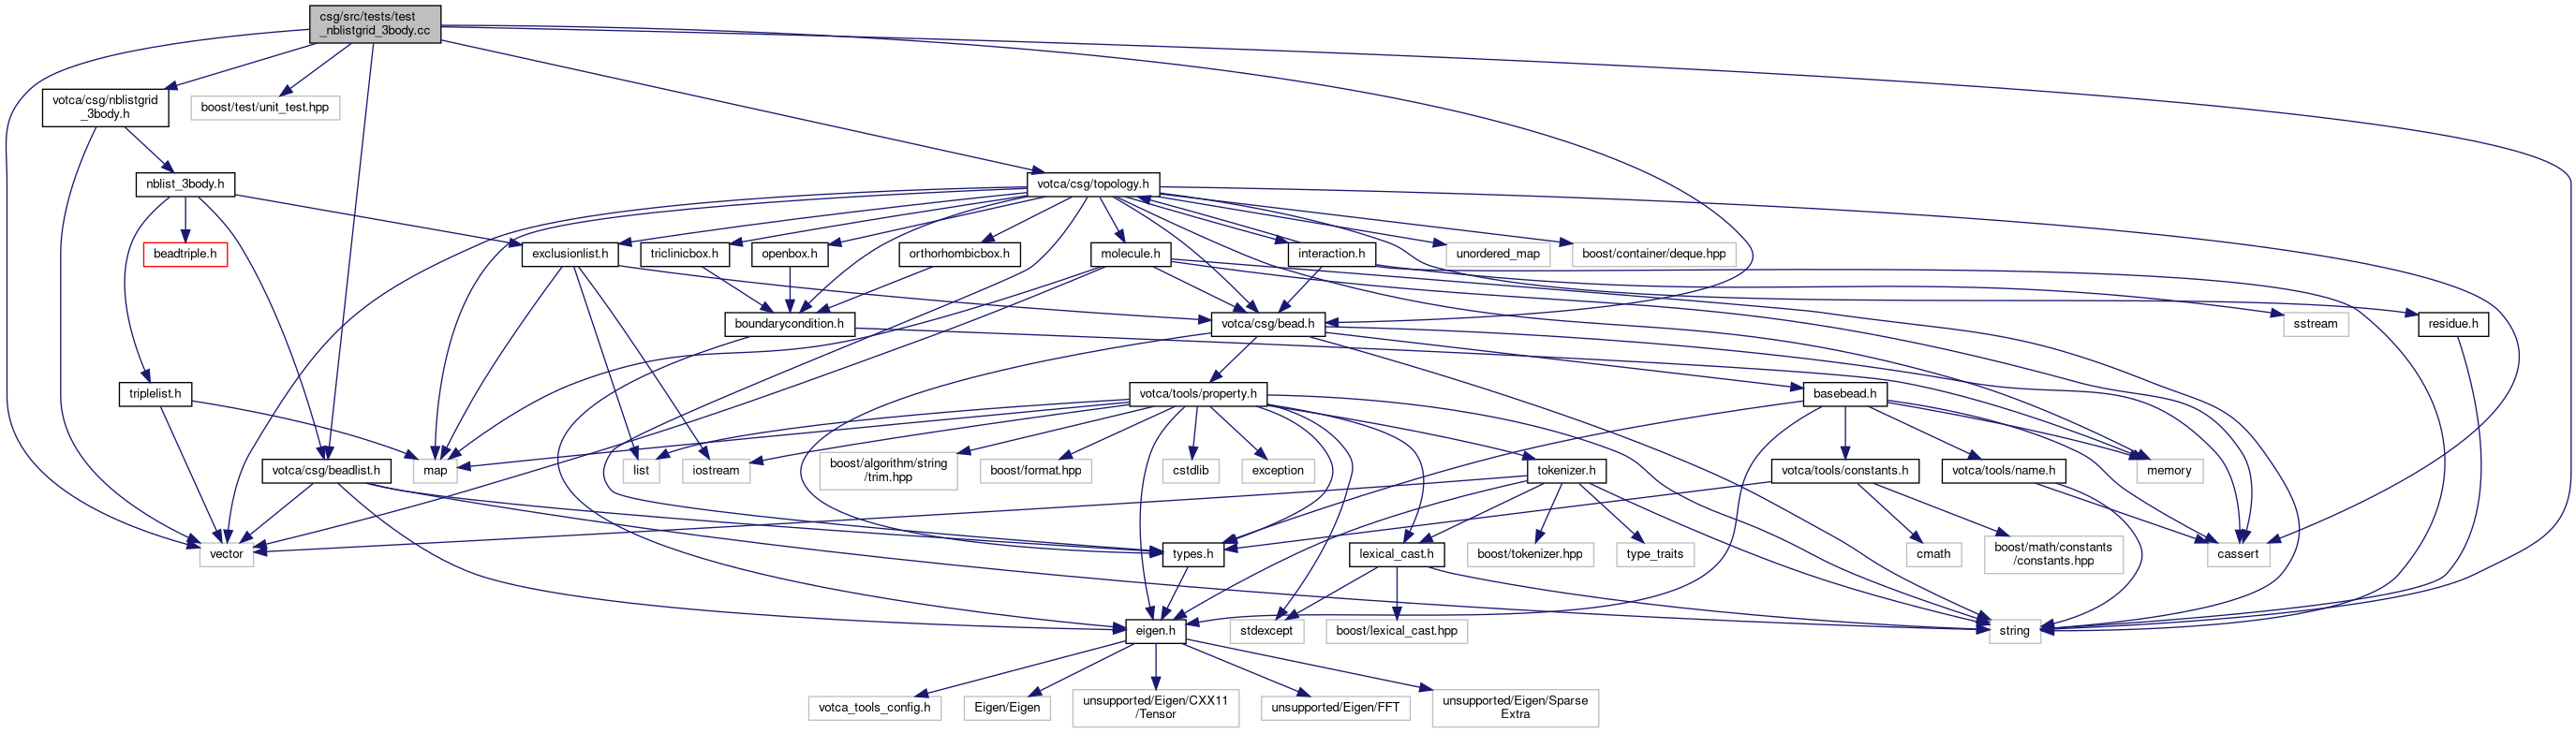 csg/src/tests/test
_nblistgrid_3body.cc
votca/csg/nblistgrid
_3body.h
boost/test/unit_test.hpp
nblist_3body.h
votca/csg/topology.h
beadtriple.h
exclusionlist.h
triclinicbox.h
openbox.h
orthorhombicbox.h
molecule.h
interaction.h
unordered_map
boost/container/deque.hpp
boundarycondition.h
votca/csg/bead.h
sstream
residue.h
triplelist.h
votca/tools/property.h
basebead.h
votca/csg/beadlist.h
map
list
iostream
boost/algorithm/string
/trim.hpp
boost/format.hpp
cstdlib
exception
tokenizer.h
votca/tools/constants.h
votca/tools/name.h
memory
vector
types.h
lexical_cast.h
boost/tokenizer.hpp
type_traits
cmath
boost/math/constants
/constants.hpp
cassert
eigen.h
stdexcept
boost/lexical_cast.hpp
string
votca_tools_config.h
Eigen/Eigen
unsupported/Eigen/CXX11
/Tensor
unsupported/Eigen/FFT
unsupported/Eigen/Sparse
Extra